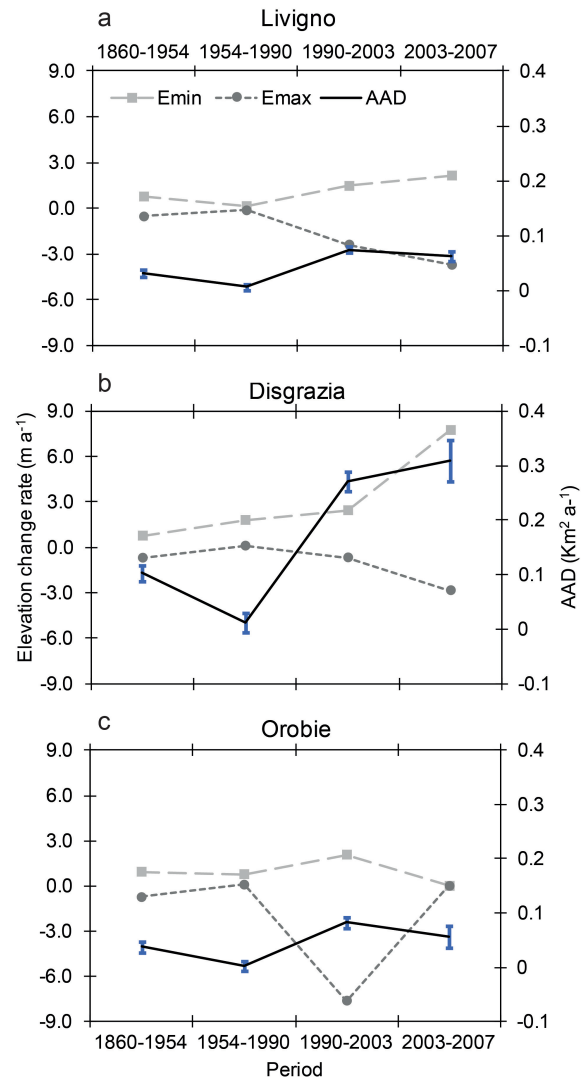 a
Livigno
1860-1954 1954-1990 1990-2003 2003-2007
9.0 0.4
Emin Emax AAD
6.0 0.3
3.0 0.2
0.0
0.1
-3.0
-6.0 0
-9.0 -0.1
b
Disgrazia
9.0 0.4
6.0 0.3
3.0 0.2
0.0
0.1
-3.0
-6.0 0
-9.0 -0.1
Elevation change rate (m a-1)
AAD (Km2 a-1)
c
Orobie
9.0 0.4
6.0 0.3
3.0 0.2
0.0
0.1
-3.0
-6.0 0
-9.0 -0.1
1860-1954 1954-1990 1990-2003 2003-2007
Period